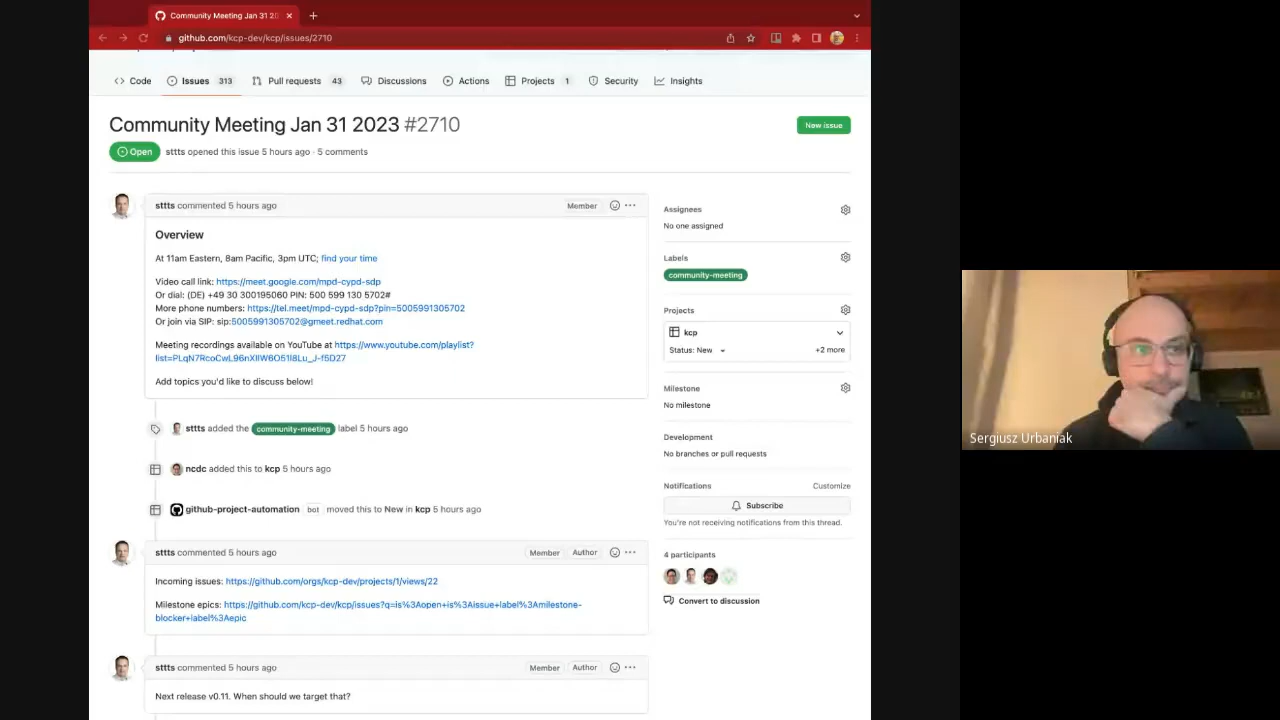 Community Meeting Jan 31 20
github.com/kcp-dev/kcp/issues/2710
Code
Issues 313
Pull requests 43
Discussions
Actions
Projects 1
Security
Insights
Community Meeting Jan 31 2023 #2710
New issue
Open
sttts opened this issue 5 hours ago · 5 comments
sttts commented 5 hours ago
Member
Overview
At 11am Eastern, 8am Pacific, 3pm UTC; find your time
Video call link: https://meet.google.com/mpd-cypd-sdp
Or dial: (DE) +49 30 300195060 PIN: 500 599 130 5702#
More phone numbers: https://tel.meet/mpd-cypd-sdp?pin=5005991305702
Or join via SIP: sip:5005991305702@gmeet.redhat.com
Meeting recordings available on YouTube at https://www.youtube.com/playlist?
Add topics you'd like to discuss below!
sttts added the community-meeting label 5 hours ago
ncdc added this to kcp 5 hours ago
github-project-automation bot moved this to New in kcp 5 hours ago
sttts commented 5 hours ago
Member
Author
Incoming issues: https://github.com/orgs/kcp-dev/projects/1/views/22
Milestone epics: https://github.com/kcp-dev/kcp/issues?q=is%3Aopen+is%3Aissue+label%3Amilestone-
blocker+label%3Aepic
sttts commented 5 hours ago
Member
Author
Next release v0.11. When should we target that?
Assignees
No one assigned
Labels
community-meeting
Projects
kcp
Status: New
+2 more
Milestone
No milestone
Development
No branches or pull requests
Notifications
Customize
Subscribe
You're not receiving notifications from this thread.
4 participants
Convert to discussion
Sergiusz Urbaniak